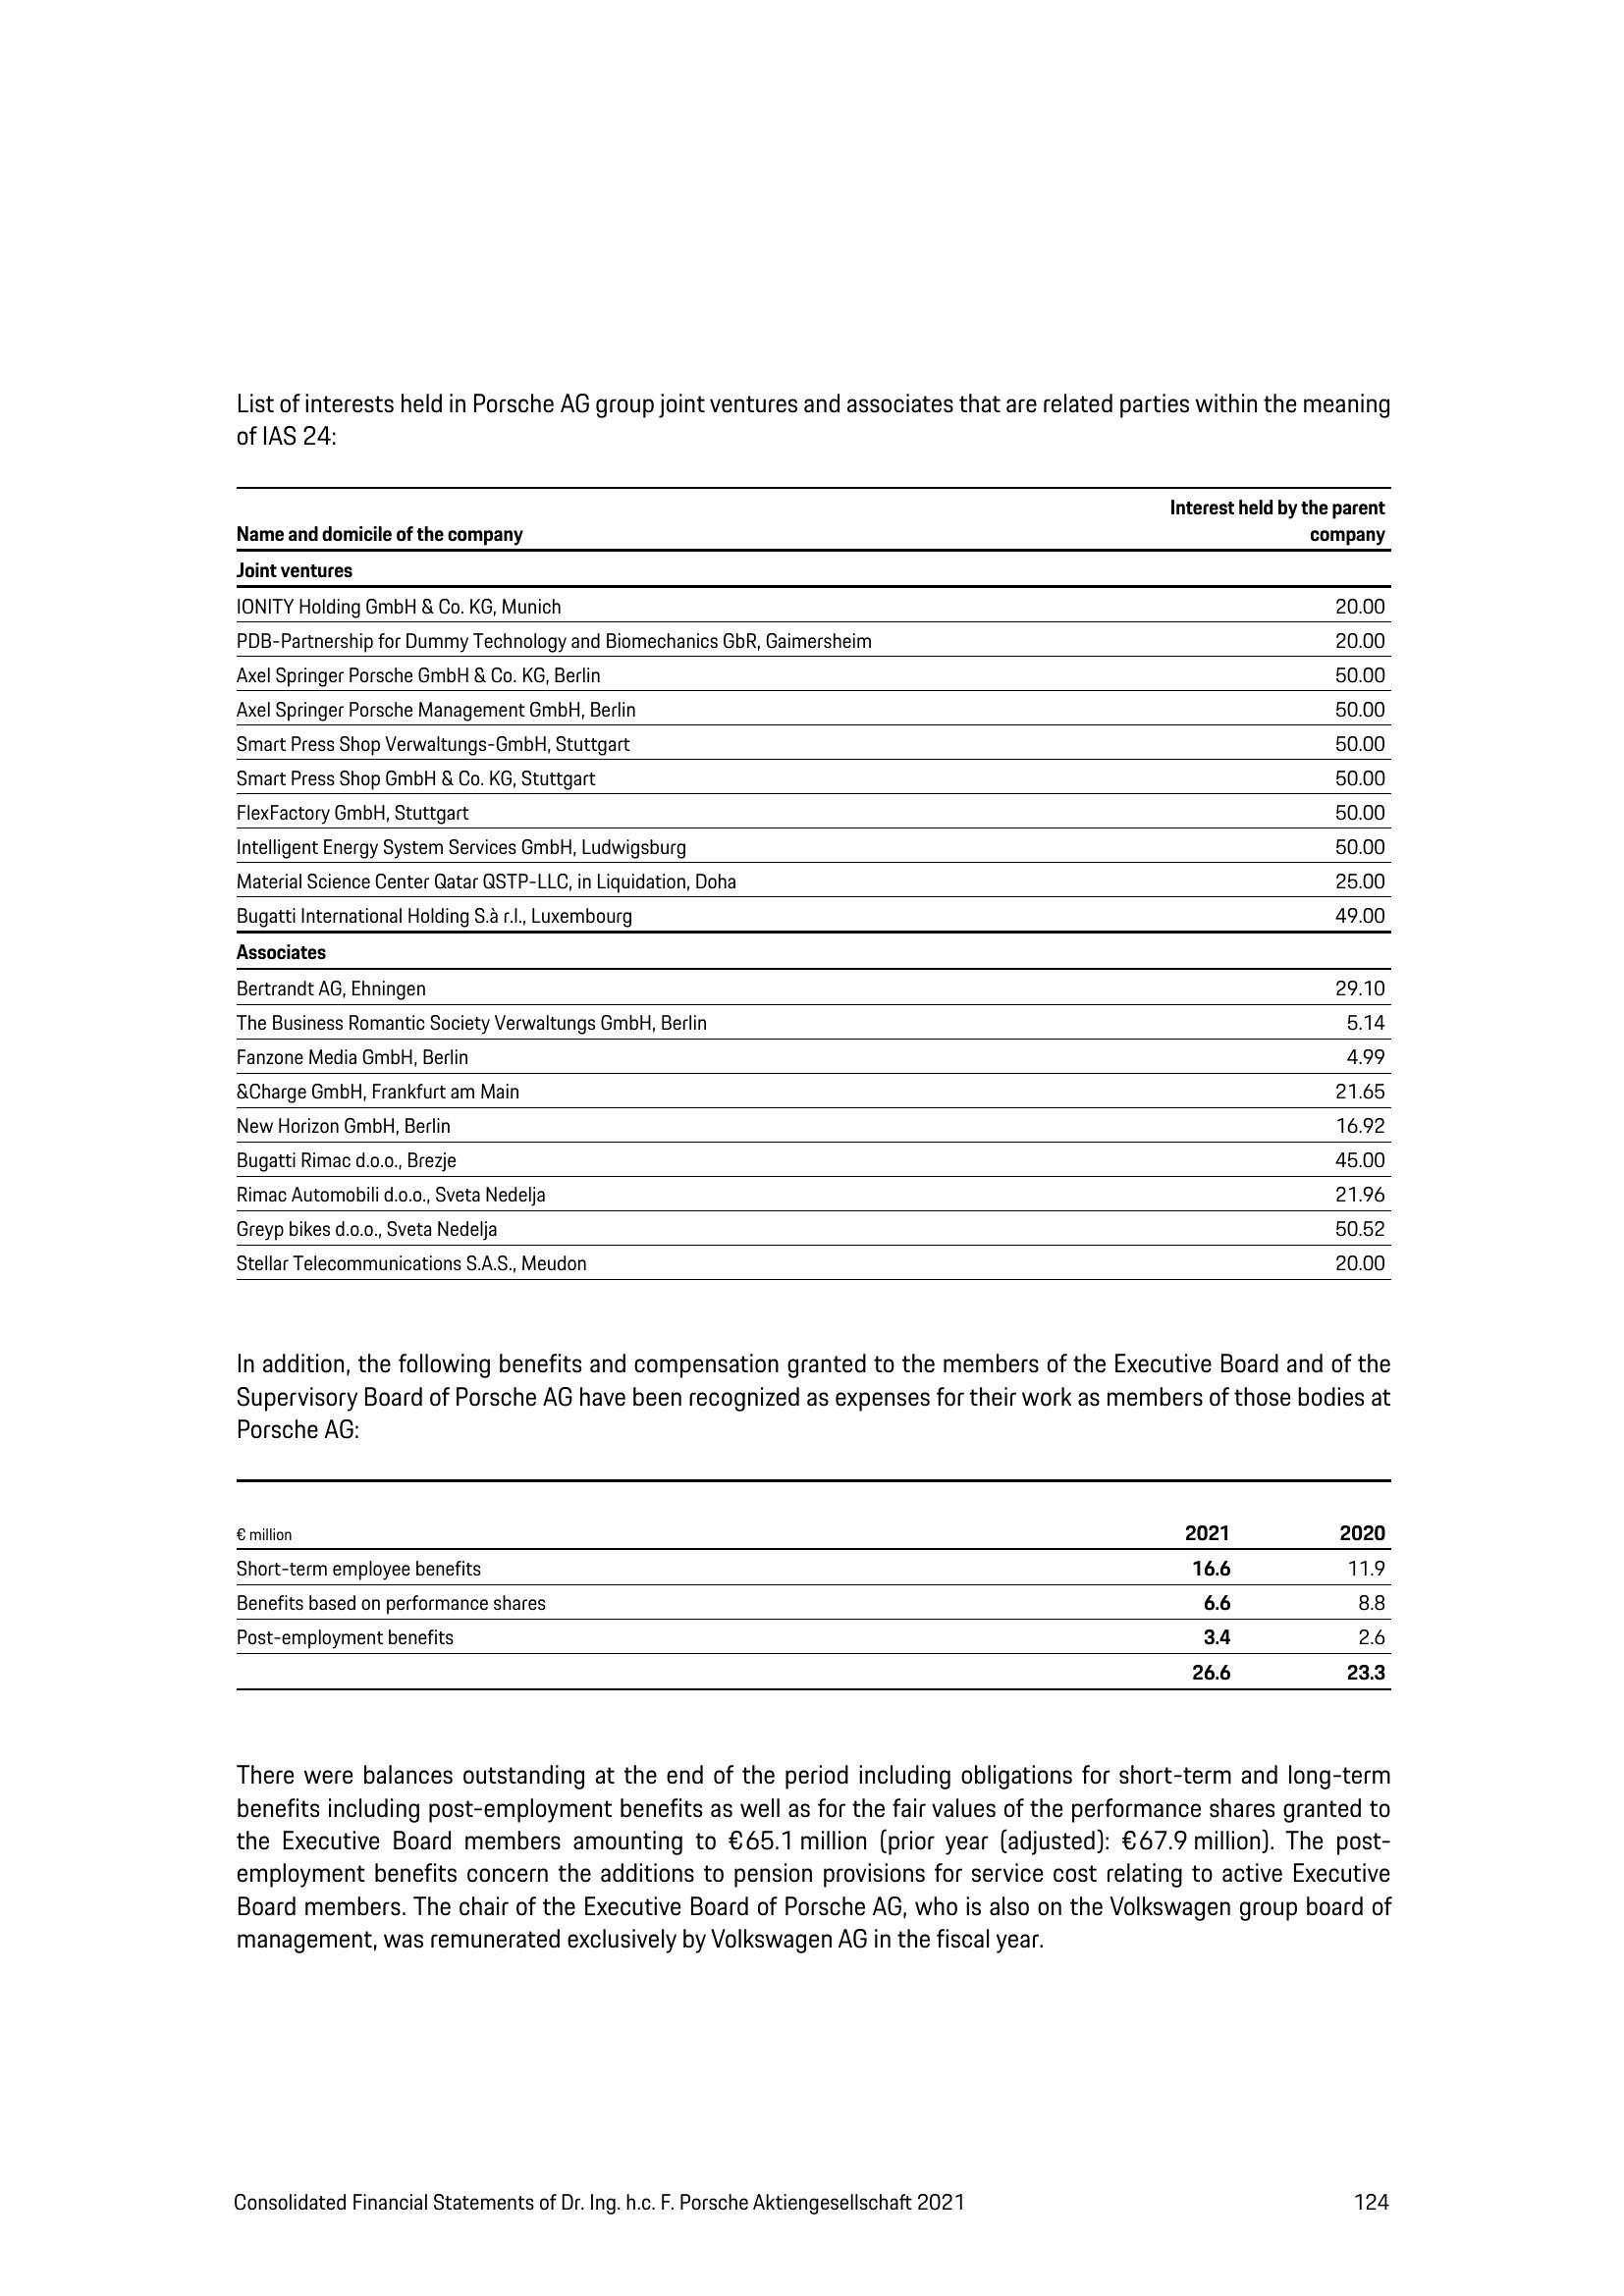 List of interests held in Porsche AG group joint ventures and associates that are related parties within the meaning
of IAS 24:
Interest held by the parent
Name and domicile of the company company
Joint ventures
IONITY Holding GmbH & Co. KG, Munich 20.00
PDB-Partnership for Dummy Technology and Biomechanics GbR, Gaimersheim 20.00
Axel Springer Porsche GmbH & Co. KG, Berlin 50.00
Axel Springer Porsche Management GmbH, Berlin 50.00
Smart Press Shop Verwaltungs-GmbH, Stuttgart 50.00
Smart Press Shop GmbH & Co. KG, Stuttgart 50.00
FlexFactory GmbH, Stuttgart 50.00
Intelligent Energy System Services GmbH, Ludwigsburg 50.00
Material Science Center Qatar QSTP-LLC, in Liquidation, Doha 25.00
Bugatti International Holding S.à r.l., Luxembourg 49.00
Associates
Bertrandt AG, Ehningen 29.10
The Business Romantic Society Verwaltungs GmbH, Berlin 5.14
Fanzone Media GmbH, Berlin 4.99
&Charge GmbH, Frankfurt am Main 21.65
New Horizon GmbH, Berlin 16.92
Bugatti Rimac d.o.o., Brezje 45.00
Rimac Automobili d.o.o., Sveta Nedelja 21.96
Greyp bikes d.o.o., Sveta Nedelja 50.52
Stellar Telecommunications S.A.S., Meudon 20.00
In addition, the following benefits and compensation granted to the members of the Executive Board and of the
Supervisory Board of Porsche AG have been recognized as expenses for their work as members of those bodies at
Porsche AG:
€ million 2021 2020
Short-term employee benefits 16.6 11.9
Benefits based on performance shares 6.6 8.8
Post-employment benefits 3.4 2.6
26.6 23.3
There were balances outstanding at the end of the period including obligations for short-term and long-term
benefits including post-employment benefits as well as for the fair values of the performance shares granted to
the Executive Board members amounting to €65.1 million (prior year (adjusted): €67.9 million). The post-
employment benefits concern the additions to pension provisions for service cost relating to active Executive
Board members. The chair of the Executive Board of Porsche AG, who is also on the Volkswagen group board of
management, was remunerated exclusively by Volkswagen AG in the fiscal year.
Consolidated Financial Statements of Dr. Ing. h.c. F. Porsche Aktiengesellschaft 2021 124